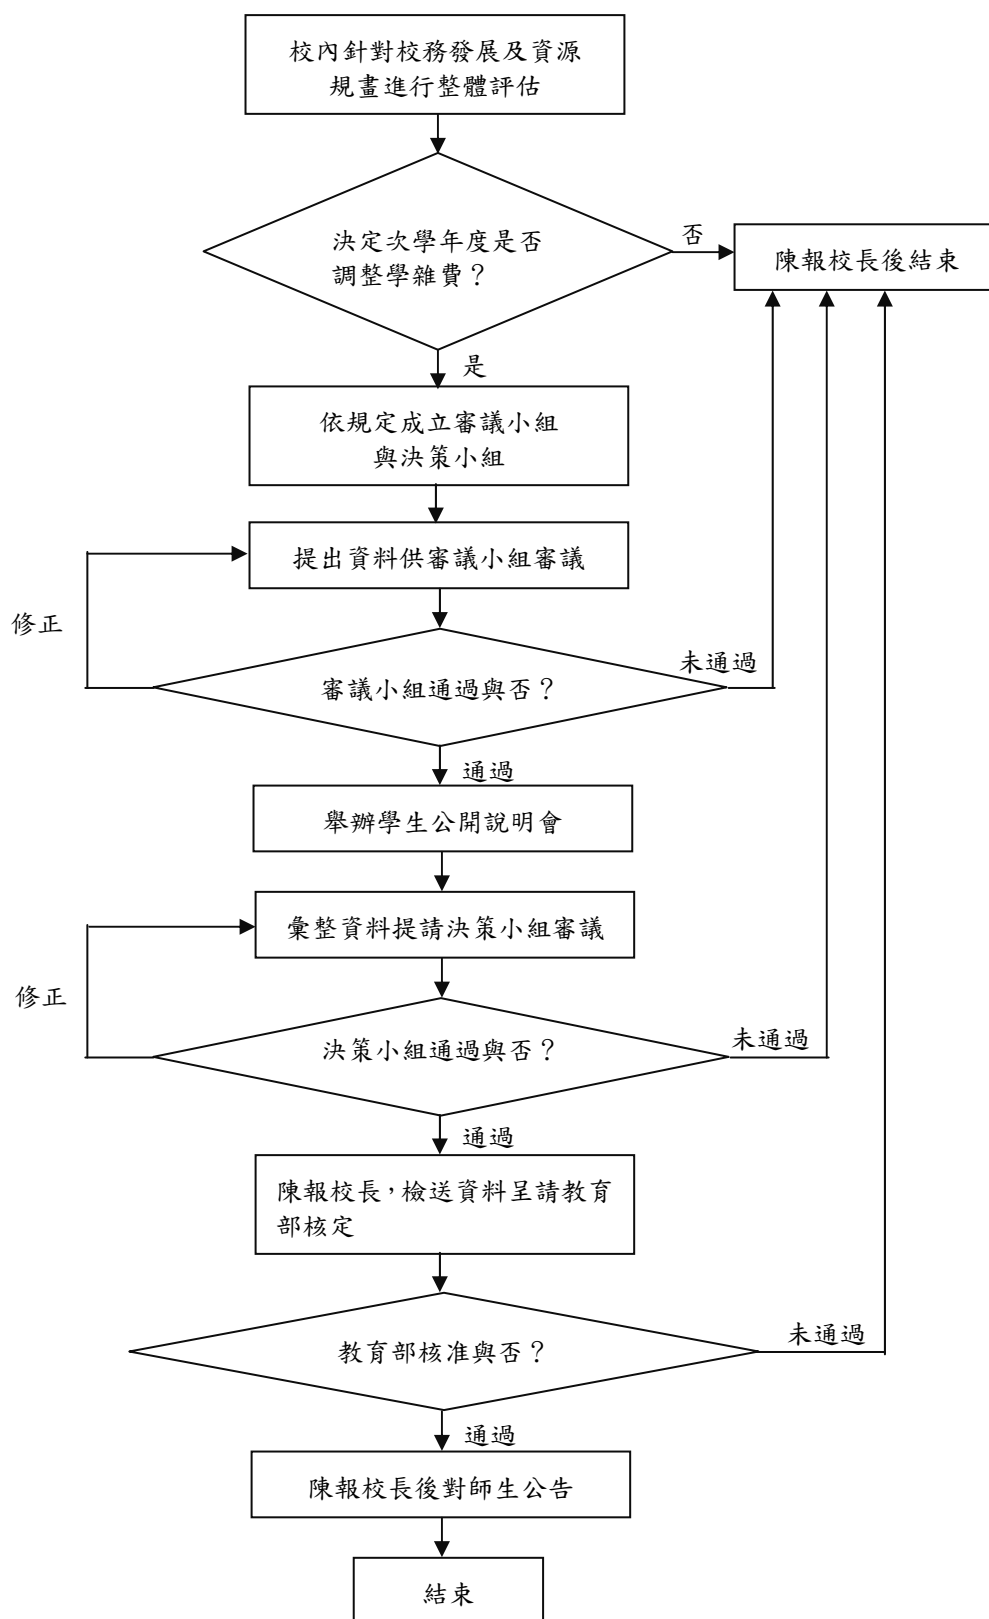 校內針對校務發展及資源
規畫進行整體評估
決定次學年度是否
調整學雜費？
否
陳報校長後結束
是
依規定成立審議小組
與決策小組
提出資料供審議小組審議
修正
審議小組通過與否？
未通過
通過
舉辦學生公開說明會
彙整資料提請決策小組審議
修正
決策小組通過與否？
未通過
通過
陳報校長，檢送資料呈請教育
部核定
教育部核准與否？
未通過
通過
陳報校長後對師生公告
結束